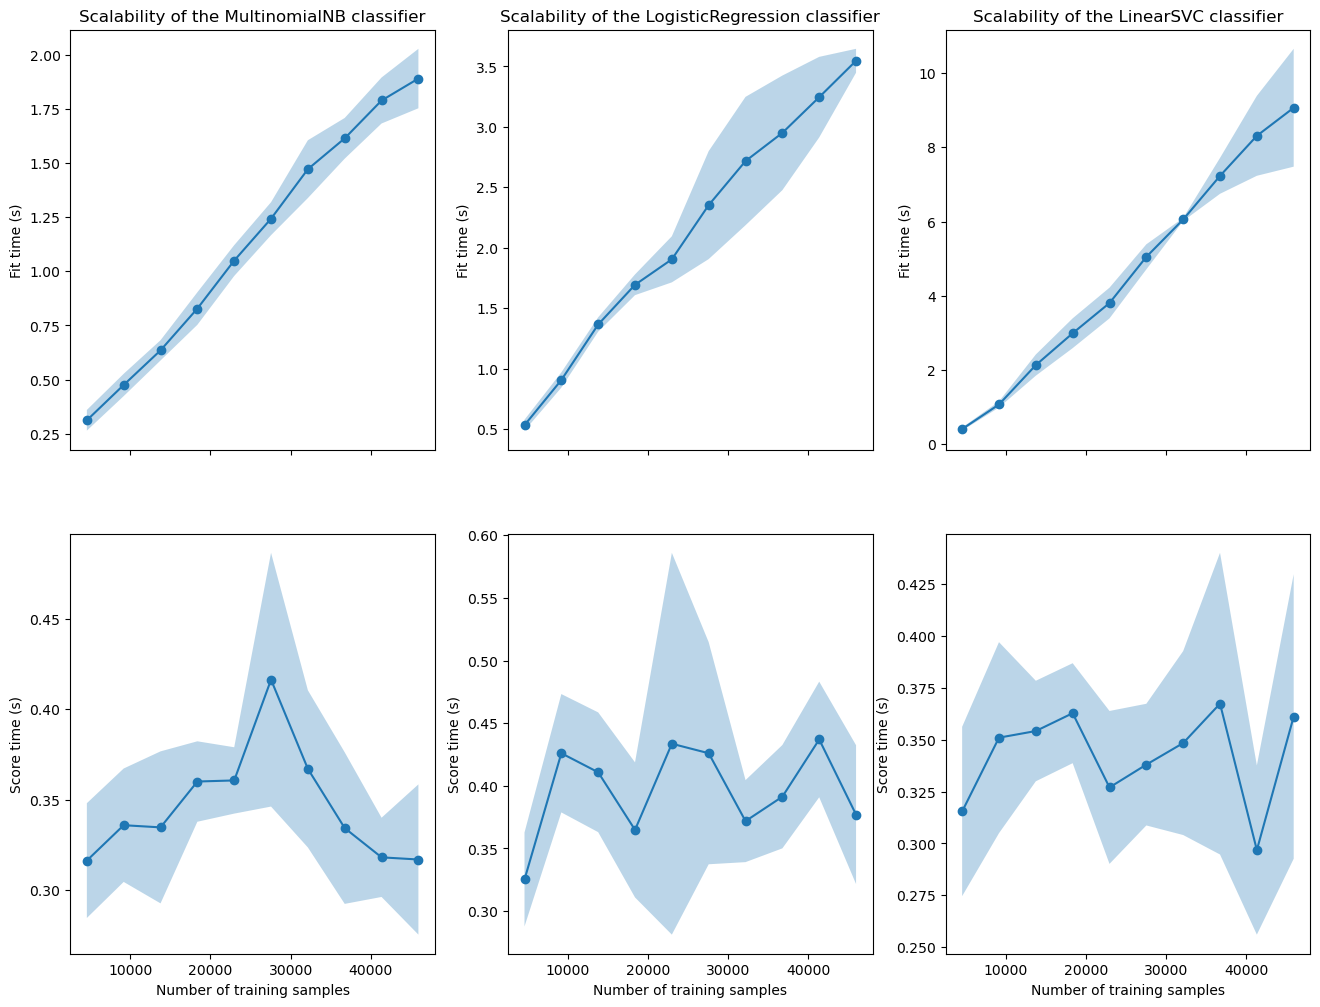 Scalability of the MultinomialNB classifier
Scalability of the LogisticRegression classifier
Scalability of the LinearSVC classifier
Fit time (s)
2.00
1.75
1.50
1.25
1.00
0.75
0.50
0.25
Fit time (s)
3.5
3.0
2.5
2.0
1.5
1.0
0.5
Fit time (s)
10
8
6
4
2
0
Score time (s)
0.45
0.40
0.35
0.30
10000 20000 30000 40000
Number of training samples
Score time (s)
0.60
0.55
0.50
0.45
0.40
0.35
0.30
10000 20000 30000 40000
Number of training samples
Score time (s)
0.425
0.400
0.375
0.350
0.325
0.300
0.275
0.250
10000 20000 30000 40000
Number of training samples